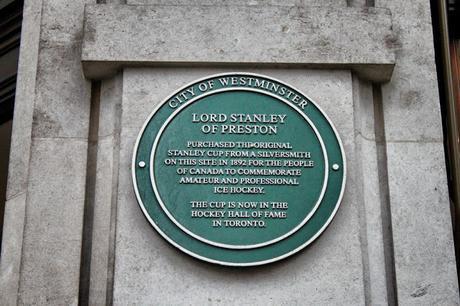 CITY OF WESTMINSTER
LORD STANLEY
OF PRESTON
PURCHASED THE ORIGINAL
STANLEY CUP FROM A SILVERSMITH
ON THIS SITE IN 1892 FOR THE PEOPLE
OF CANADA TO COMMEMORATE
AMATEUR AND PROFESSIONAL
ICE HOCKEY.
THE CUP IS NOW IN THE
HOCKEY HALL OF FAME
IN TORONTO.